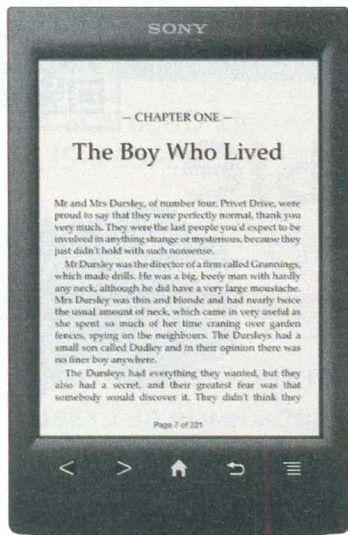 SONY
— CHAPTER ONE —
The Boy Who Lived
Mr and Mrs Dursley, of number four, Privet Drive, were
proud to say that they were perfectly normal, thank you
very much. They were the last people you'd expect to be
involved in anything strange or mysterious, because they
just didn't hold with such nonsense.
Mr Dursley was the director of a firm called Grunnings,
which made drills. He was a big, beefy man with hardly
any neck, although he did have a very large moustache.
Mrs Dursley was thin and blonde and had nearly twice
the usual amount of neck, which came in very useful as
she spent so much of her time craning over garden
fences, spying on the neighbours. The Dursleys had a
small son called Dudley and in their opinion there was
no finer boy anywhere.
The Dursleys had everything they wanted, but they
also had a secret, and their greatest fear was that
somebody would discover it. They didn't think they
Page 7 of 221